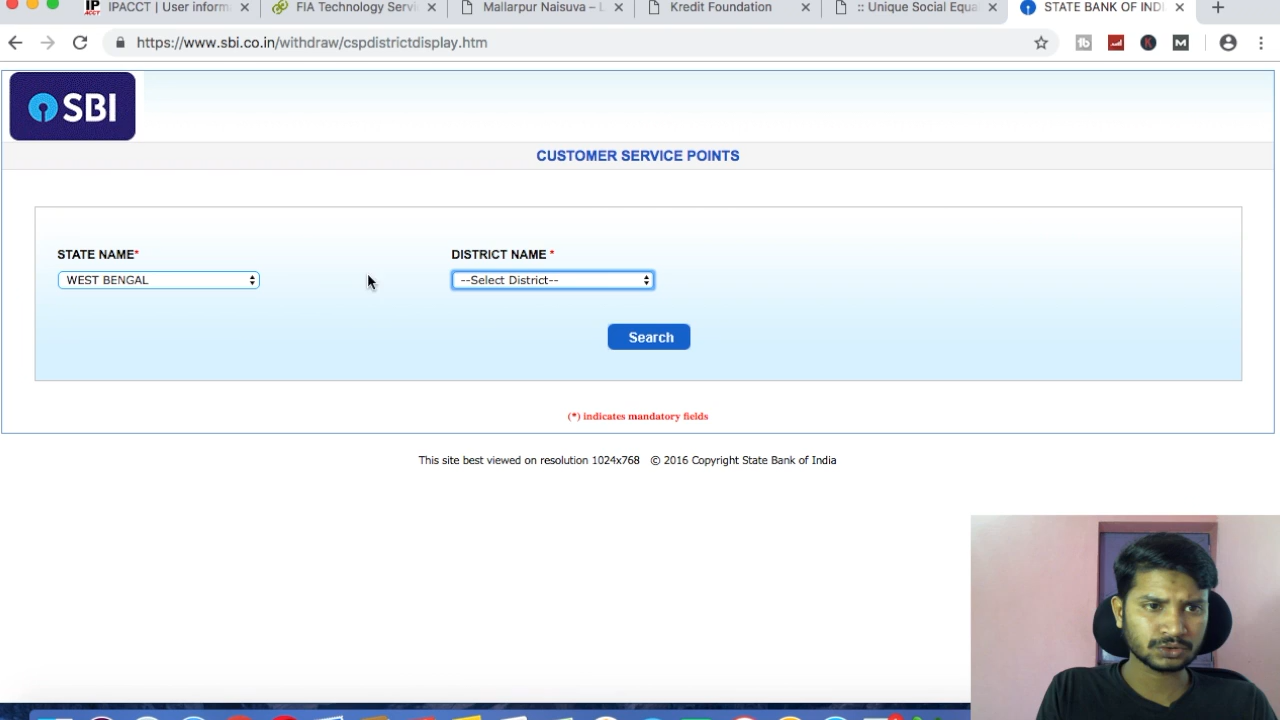 IP ACCT IPACCT | User inform FIA Technology Servi Mallarpur Naisuva – L Kredit Foundation :: Unique Social Equa STATE BANK OF INDI
https://www.sbi.co.in/withdraw/cspdistrictdisplay.htm
SBI
CUSTOMER SERVICE POINTS
STATE NAME* DISTRICT NAME *
WEST BENGAL --Select District--
Search
(*) indicates mandatory fields
This site best viewed on resolution 1024x768 © 2016 Copyright State Bank of India